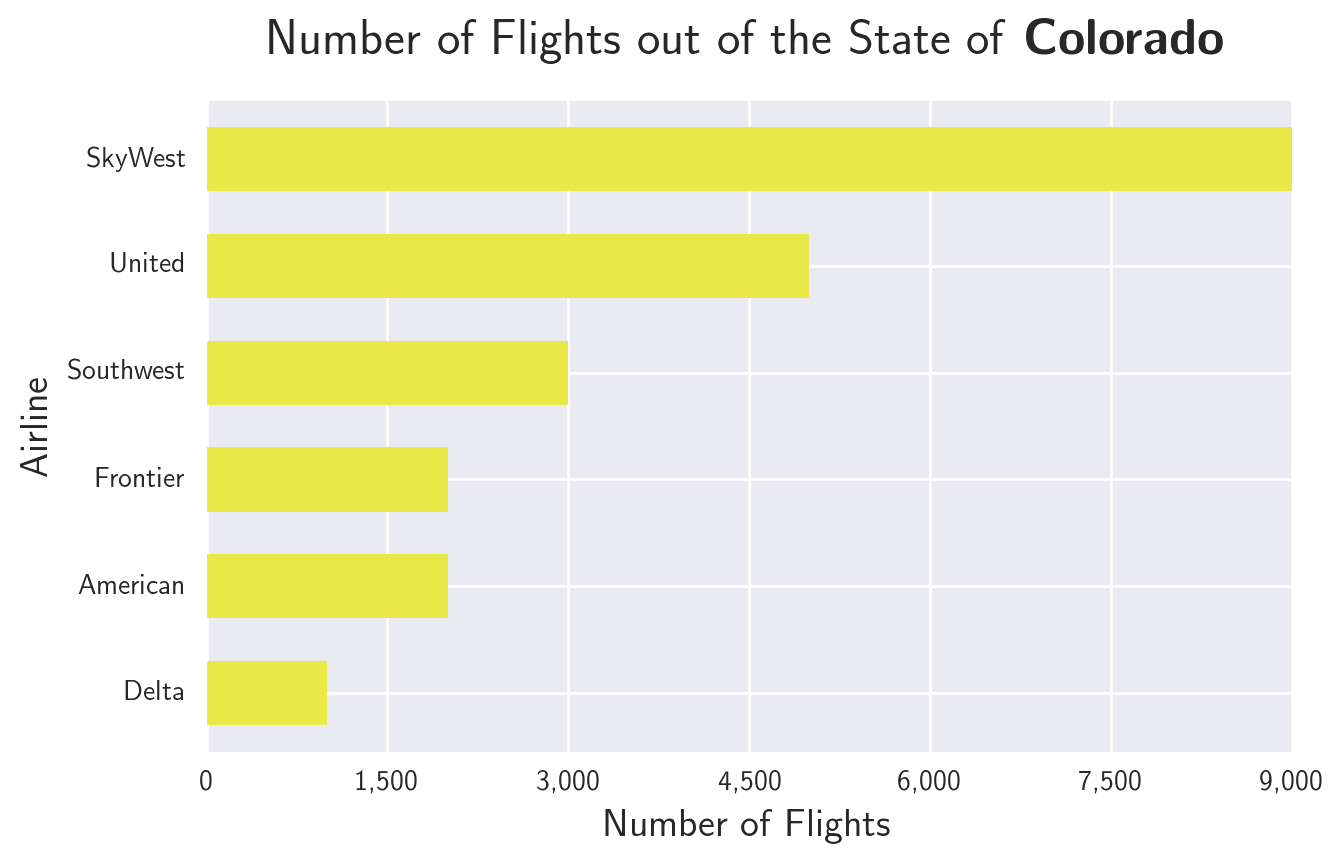 Number of Flights out of the State of Colorado
SkyWest
United
Southwest
Frontier
American
Delta
Airline
0 1,500 3,000 4,500 6,000 7,500 9,000
Number of Flights